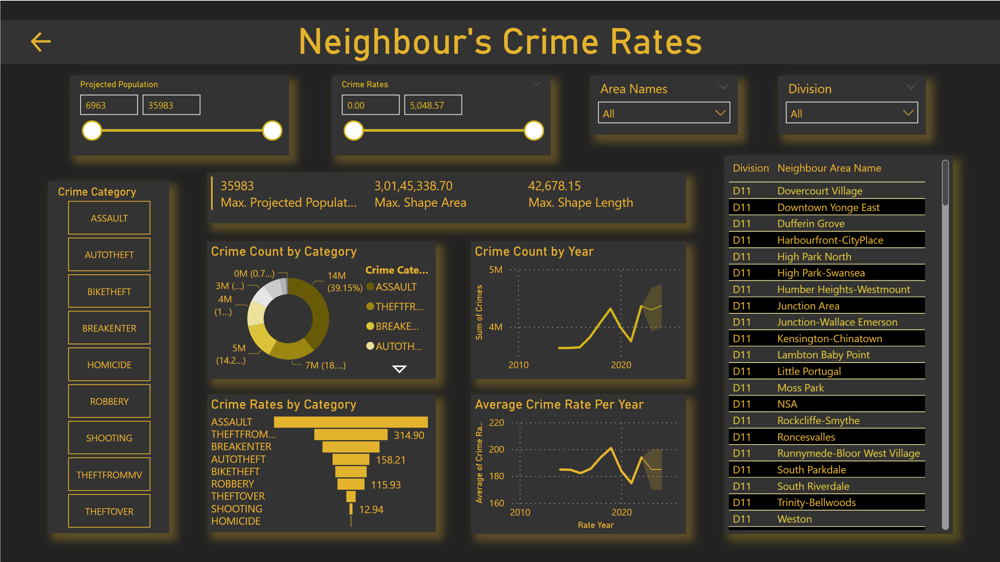 Neighbour's Crime Rates
Projected Population
6963
35983
Crime Rates
0.00
5,048.57
Area Names
All
Division
All
Crime Category
ASSAULT
AUTOTHEFT
BIKETHEFT
BREAKENTER
HOMICIDE
ROBBERY
SHOOTING
THEFTFROMMV
THEFTOVER
35983
Max. Projected Populat...
3,01,45,338.70
Max. Shape Area
42,678.15
Max. Shape Length
Crime Count by Category
0M (0.7...)
3M (...)
4M
(1...)
5M
(14.2...)
7M (18....)
14M
(39.15%)
Crime Cate...
ASSAULT
THEFTFR...
BREAKE...
AUTOTH...
Crime Count by Year
Sum of Crimes
5M
4M
2010
2020
Crime Rates by Category
ASSAULT
THEFTFROM...
314.90
BREAKENTER
AUTOTHEFT
158.21
BIKETHEFT
ROBBERY
115.93
THEFTOVER
SHOOTING
12.94
HOMICIDE
Average Crime Rate Per Year
Average of Crime Ra...
220
200
180
160
2010
2020
Rate Year
Division Neighbour Area Name
D11 Dovercourt Village
D11 Downtown Yonge East
D11 Dufferin Grove
D11 Harbourfront-CityPlace
D11 High Park North
D11 High Park-Swansea
D11 Humber Heights-Westmount
D11 Junction Area
D11 Junction-Wallace Emerson
D11 Kensington-Chinatown
D11 Lambton Baby Point
D11 Little Portugal
D11 Moss Park
D11 NSA
D11 Rockcliffe-Smythe
D11 Roncesvalles
D11 Runnymede-Bloor West Village
D11 South Parkdale
D11 South Riverdale
D11 Trinity-Bellwoods
D11 Weston